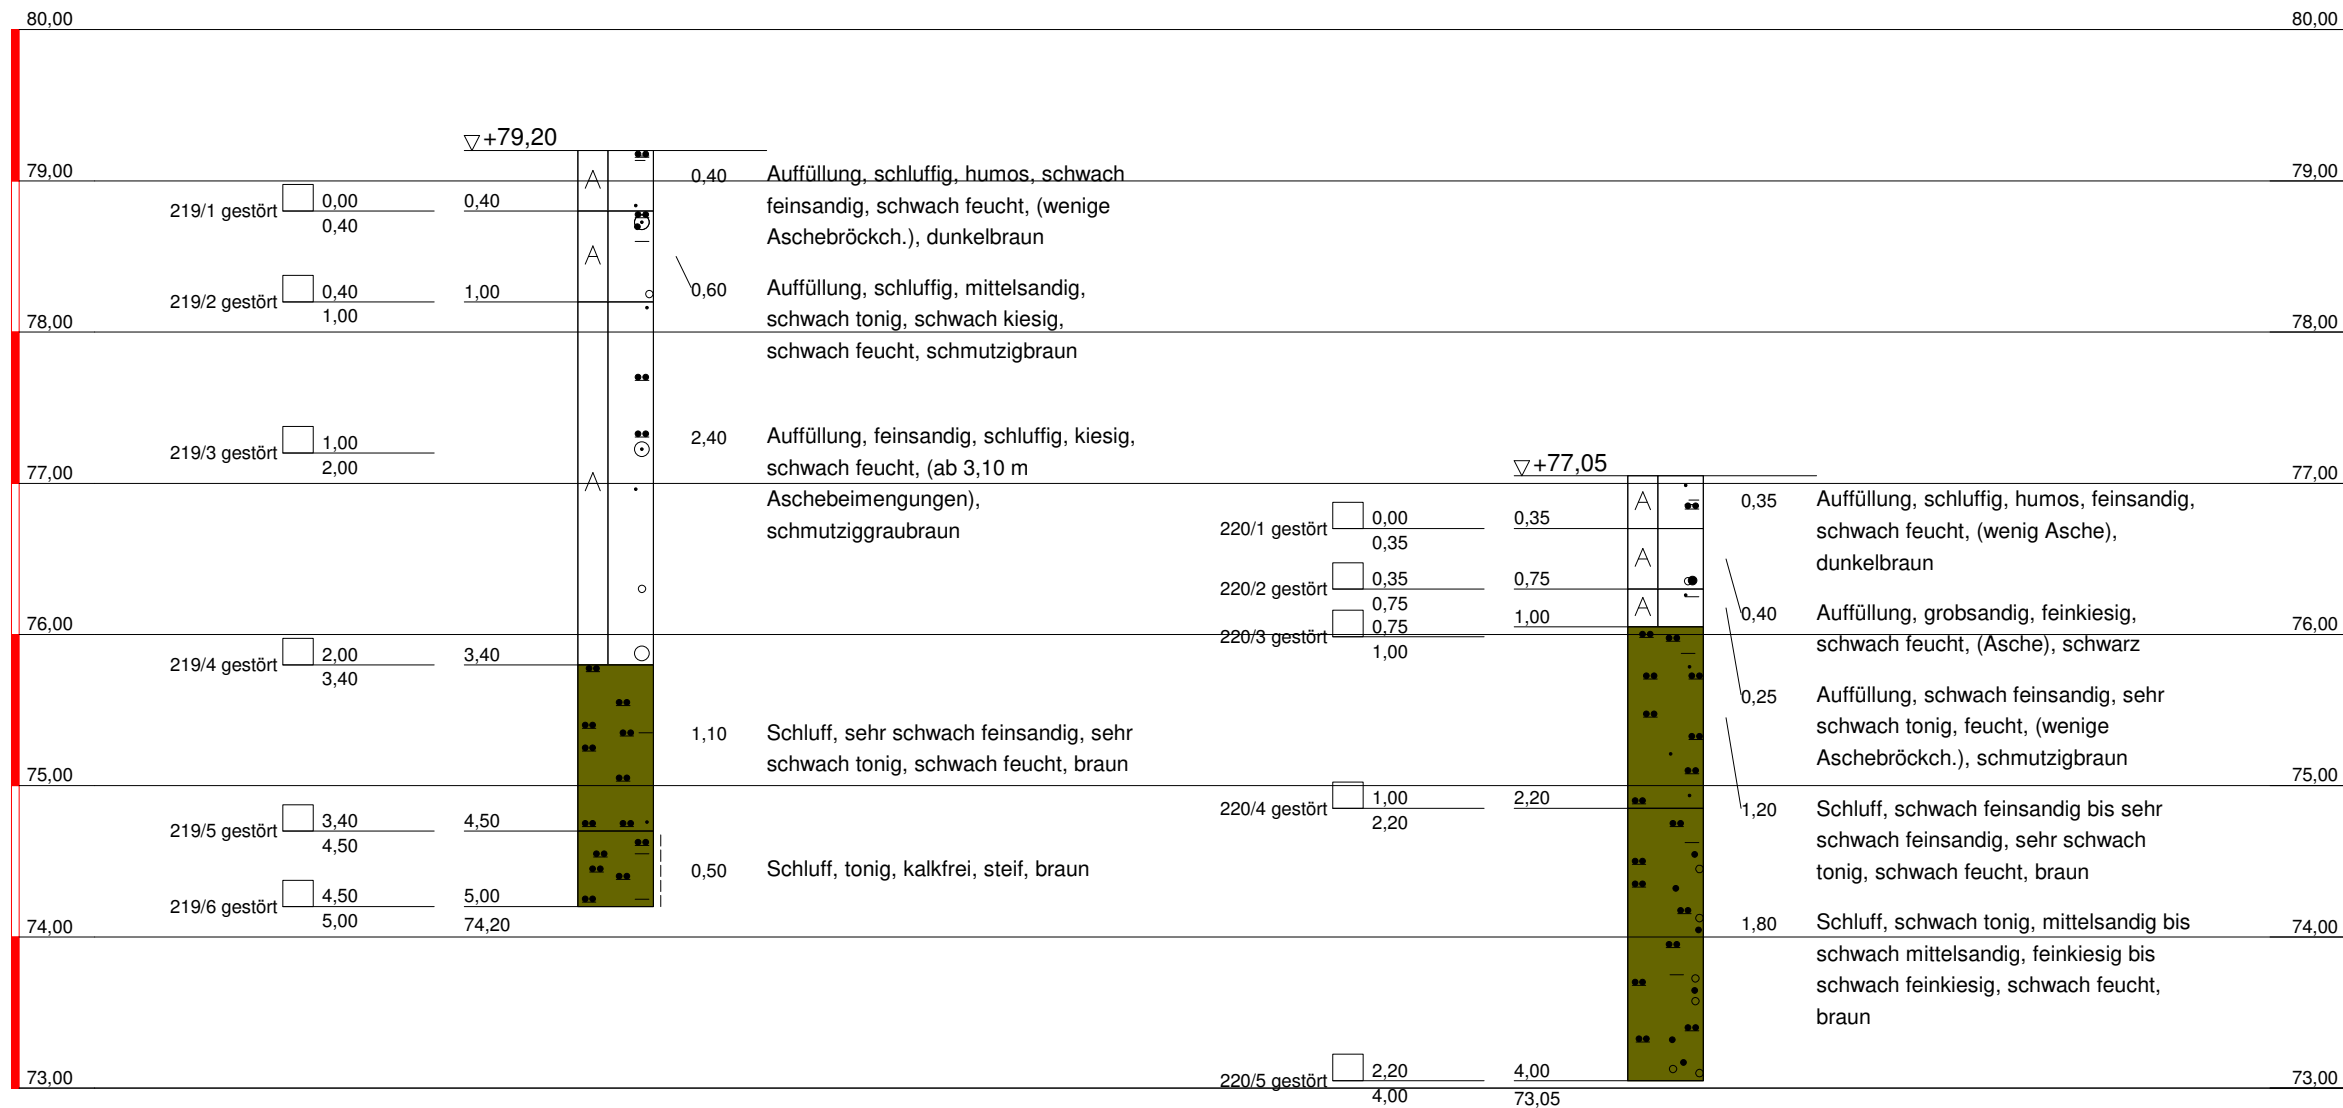 80,00
80,00
+79,20
79,00
79,00
A
0,40
Auffüllung, schluffig, humos, schwach
feinsandig, schwach feucht, (wenige
Aschebröckch.), dunkelbraun
219/1 gestört
0,00
0,40
0,40
A
0,60
Auffüllung, schluffig, mittelsandig,
schwach tonig, schwach kiesig,
schwach feucht, schmutzigbraun
219/2 gestört
0,40
1,00
1,00
78,00
78,00
2,40
Auffüllung, feinsandig, schluffig, kiesig,
schwach feucht, (ab 3,10 m
Aschebeimengungen),
schmutziggraubraun
219/3 gestört
1,00
2,00
A
77,00
77,00
219/4 gestört
2,00
3,40
3,40
76,00
76,00
1,10
Schluff, sehr schwach feinsandig, sehr
schwach tonig, schwach feucht, braun
75,00
75,00
219/5 gestört
3,40
4,50
4,50
0,50
Schluff, tonig, kalkfrei, steif, braun
219/6 gestört
4,50
5,00
5,00
74,20
74,00
74,00
73,00
73,00
+77,05
A
0,35
Auffüllung, schluffig, humos, feinsandig,
schwach feucht, (wenig Asche),
dunkelbraun
220/1 gestört
0,00
0,35
0,35
A
220/2 gestört
0,35
0,75
0,75
0,40
Auffüllung, grobsandig, feinkiesig,
schwach feucht, (Asche), schwarz
A
220/3 gestört
0,75
1,00
1,00
0,25
Auffüllung, schwach feinsandig, sehr
schwach tonig, feucht, (wenige
Aschebröckch.), schmutzigbraun
220/4 gestört
1,00
2,20
2,20
1,20
Schluff, schwach feinsandig bis sehr
schwach feinsandig, sehr schwach
tonig, schwach feucht, braun
1,80
Schluff, schwach tonig, mittelsandig bis
schwach mittelsandig, feinkiesig bis
schwach feinkiesig, schwach feucht,
braun
220/5 gestört
2,20
4,00
4,00
73,05